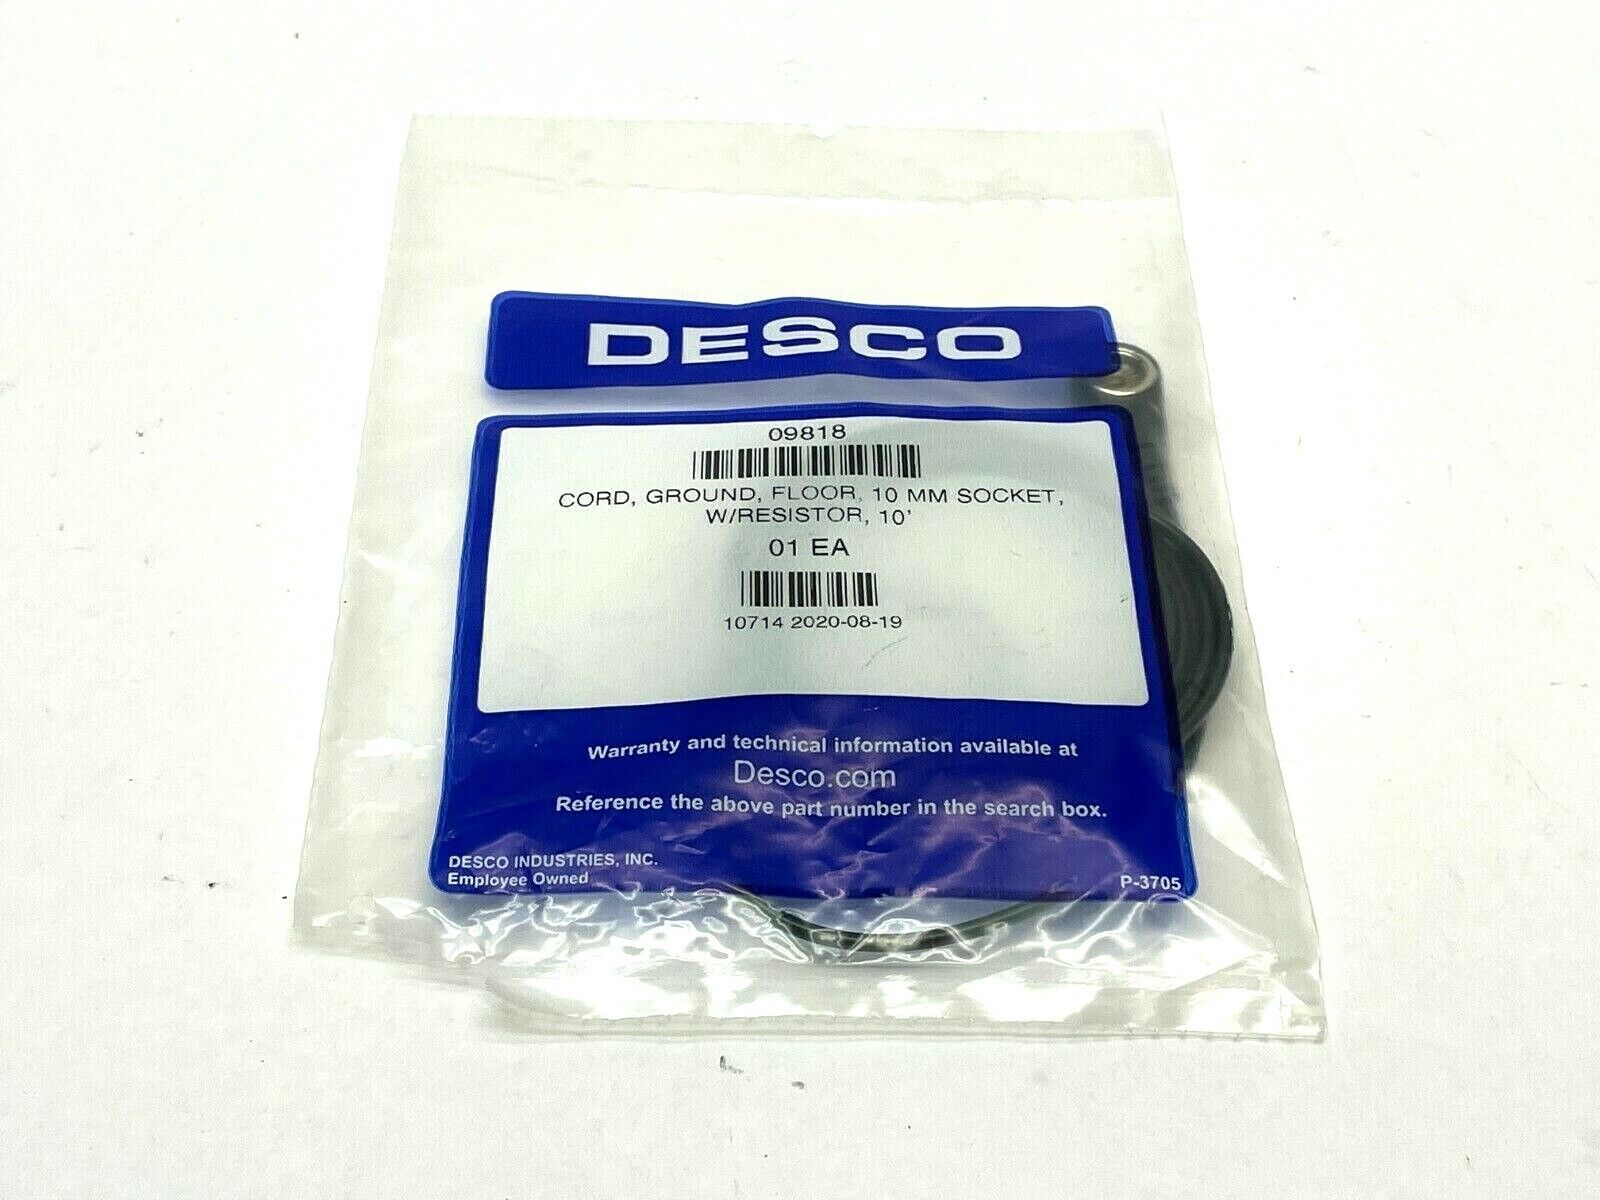 DESCO
09818
CORD, GROUND, FLOOR, 10 MM SOCKET,
W/RESISTOR, 10'
01 EA
10714 2020-08-19
Warranty and technical information available at
Desco.com
Reference the above part number in the search box.
DESCO INDUSTRIES, INC.
Employee Owned
P-3705